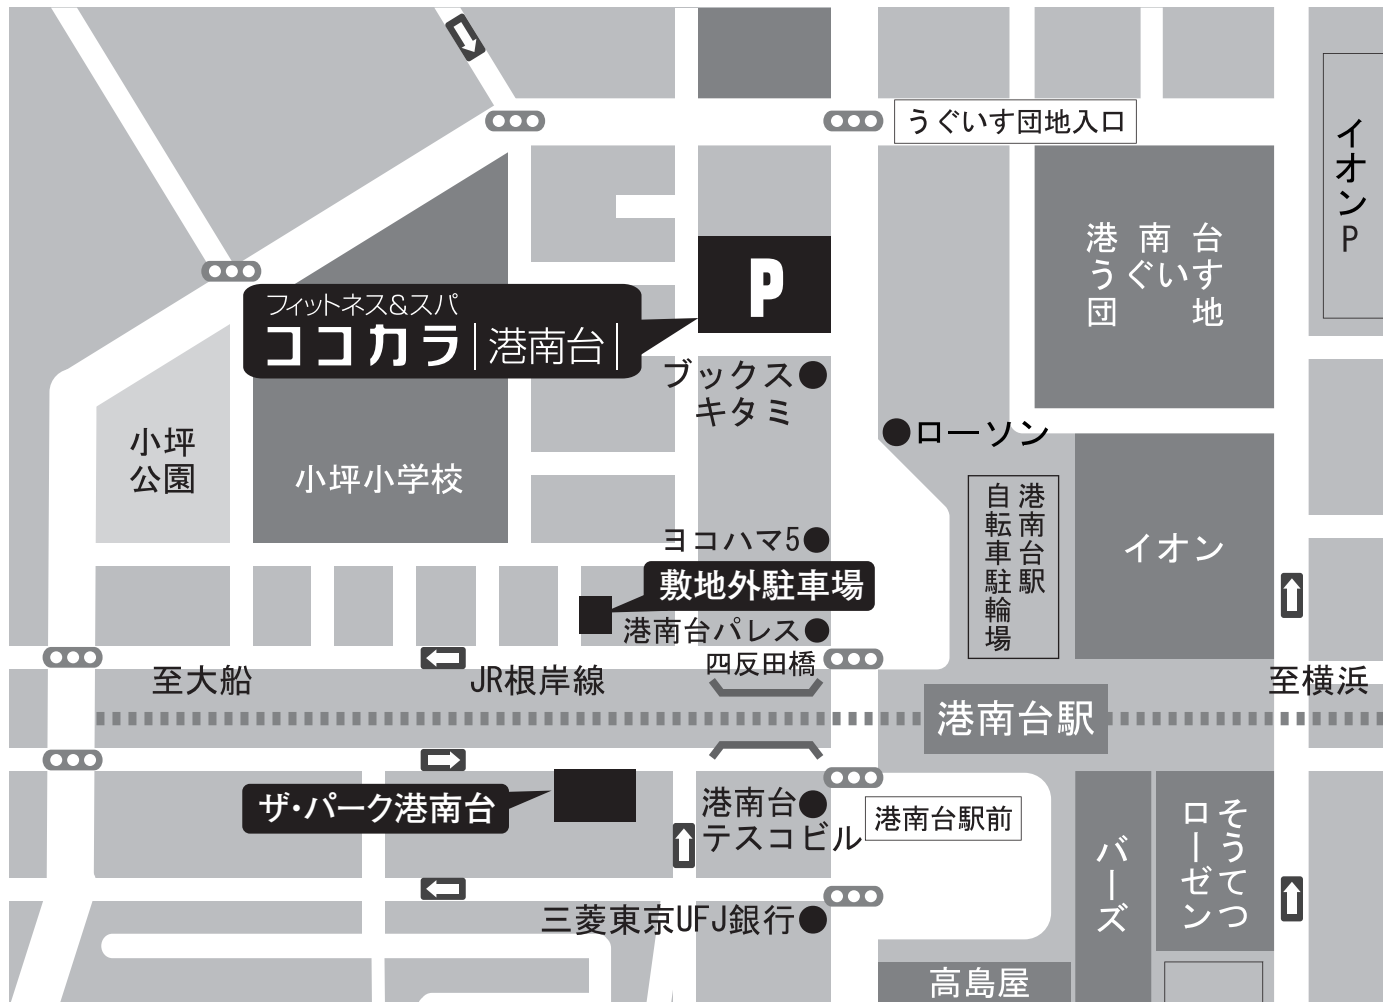 うぐいす団地入口
イオンP
港南台
うぐいす
団地
P
フィットネス&スパ
ココカラ 港南台
ブックス
キタミ
ローソン
小坪
公園
小坪小学校
港南台駅
自転車駐輪場
イオン
ヨコハマ5
敷地外駐車場
港南台パレス
四反田橋
至大船
JR根岸線
至横浜
港南台駅
ザ・パーク港南台
港南台
テスコビル
港南台駅前
バーズ
そうてつ
ローゼン
三菱東京UFJ銀行
高島屋